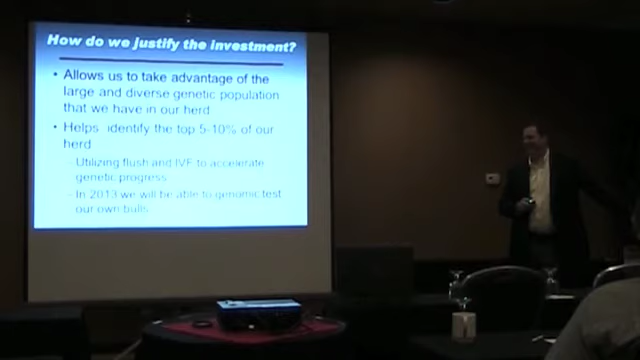 How do we justify the investment?
• Allows us to take advantage of the
large and diverse genetic population
that we have in our herd
• Helps identify the top 5-10% of our
herd
- Utilizing flush and IVF to accelerate
genetic progress
- In 2013 we will be able to genomic test
our own bulls